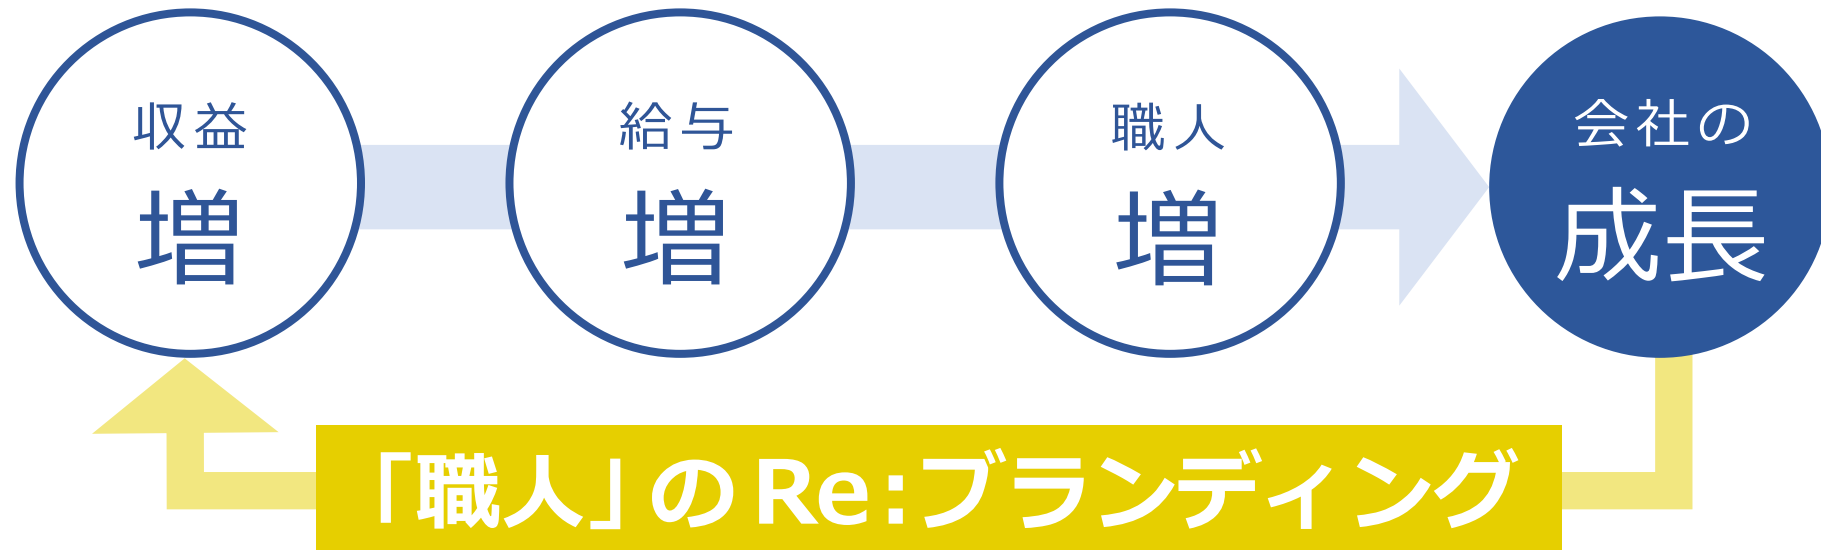 収益
増
給与
増
職人
増
会社の
成長
「職人」のRe:ブランディング